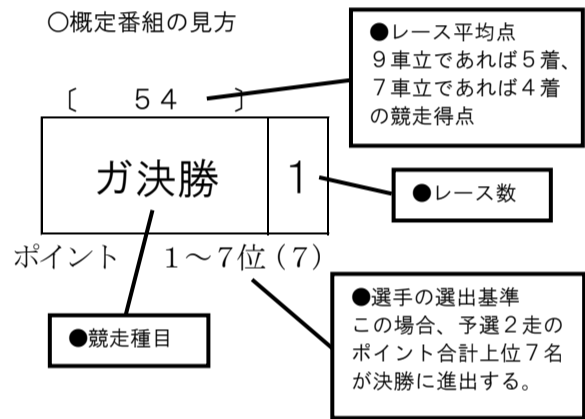 ○概定番組の見方
●レース平均点
９車立であれば５着、
７車立であれば４着
の競走得点
〔　５４　〕
ガ決勝　1
●レース数
ポイント　１～７位（７）
●選手の選出基準
この場合、予選２走の
ポイント合計上位７名
が決勝に進出する。
●競走種目